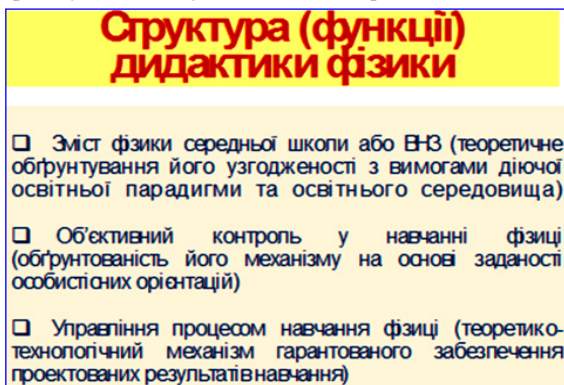 Структура (функції)
дидактики фізики
❑ Зміст фізики середньої школи або ВНЗ (теоретичне
обґрунтування його узгодженості з вимогами діючої
освітньої парадигми та освітнього середовища)
❑ Об’єктивний контроль у навчанні фізиці
(обґрунтованість його механізму на основі заданості
особистісних орієнтацій)
❑ Управління процесом навчання фізиці (теоретико-
технологічний механізм гарантованого забезпечення
проектованих результатів навчання)